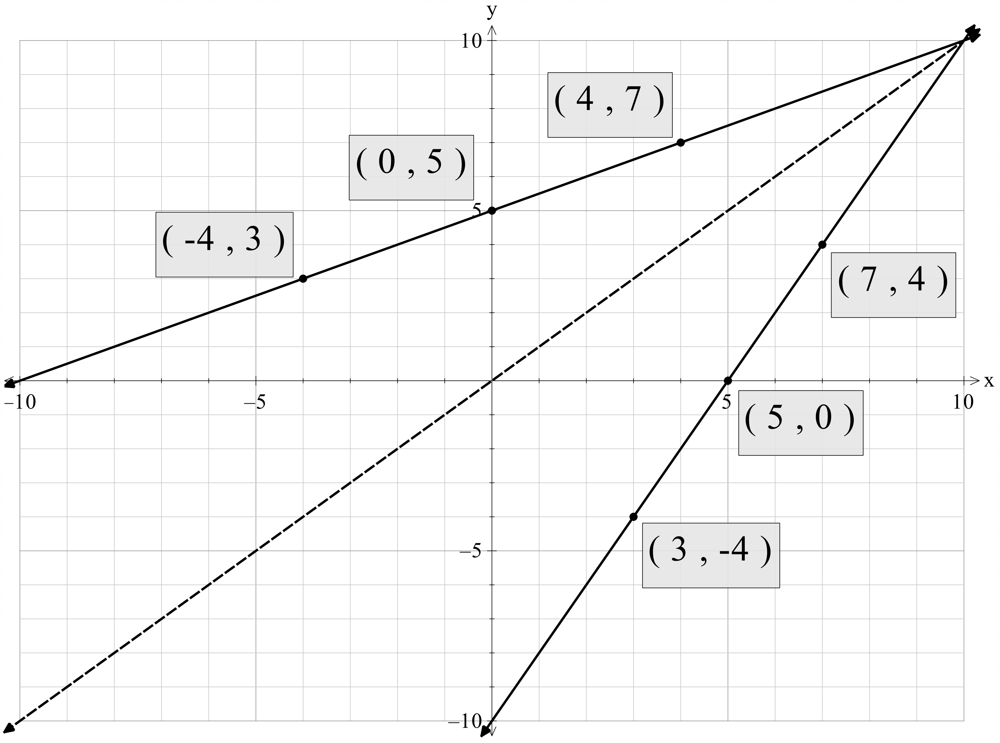 y
10
( 4 , 7 )
( 0 , 5 )
5
( -4 , 3 )
( 7 , 4 )
x
–10
–5
5
10
( 5 , 0 )
–5
( 3 , -4 )
–10